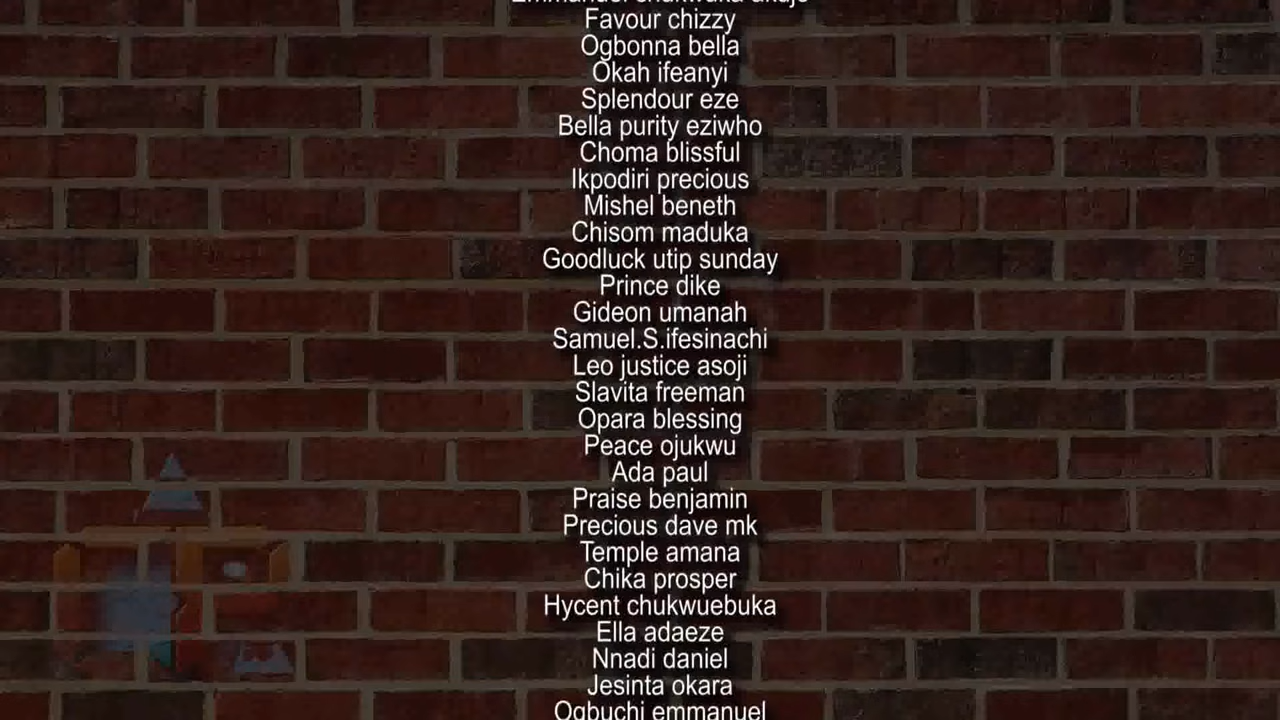 Favour chizzy
Ogbonna bella
Okah ifeanyi
Splendour eze
Bella purity eziwho
Choma blissful
Ikpodiri precious
Mishel beneth
Chisom maduka
Goodluck utip sunday
Prince dike
Gideon umanah
Samuel.S.ifesinachi
Leo justice asoji
Slavita freeman
Opara blessing
Peace ojukwu
Ada paul
Praise benjamin
Precious dave mk
Temple amana
Chika prosper
Hycent chukwuebuka
Ella adaeze
Nnadi daniel
Jesinta okara
Ogbuchi emmanuel